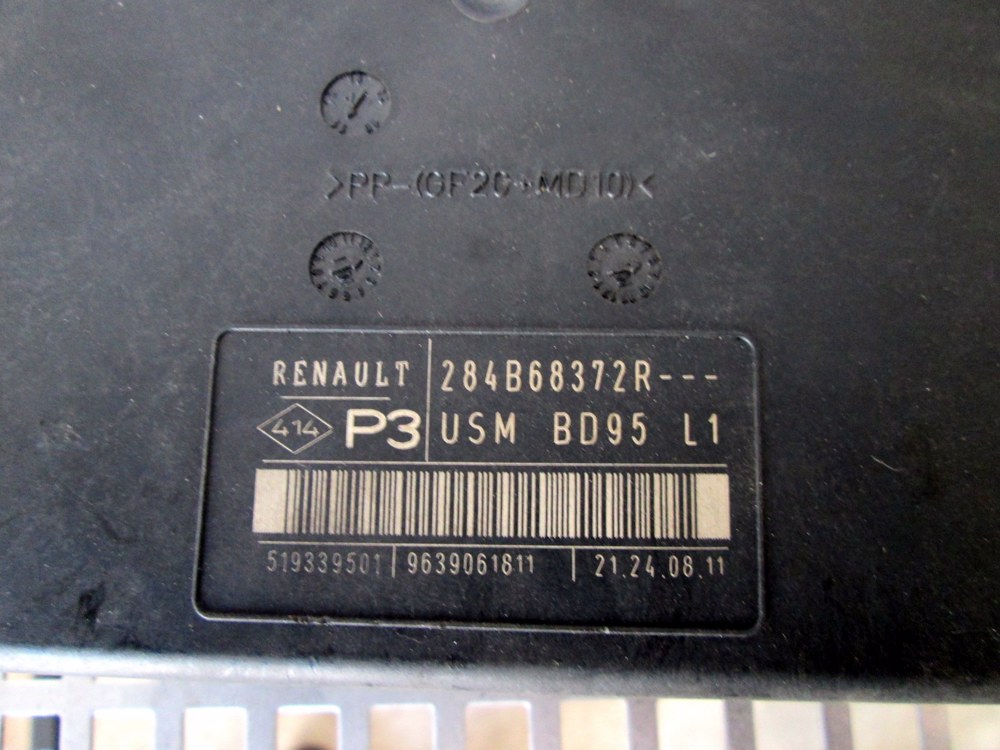 >PP-(GF20+MD10)<
RENAULT 284B68372R---
414 P3 USM BD95 L1
519339501 9639061811 21.24.08.11